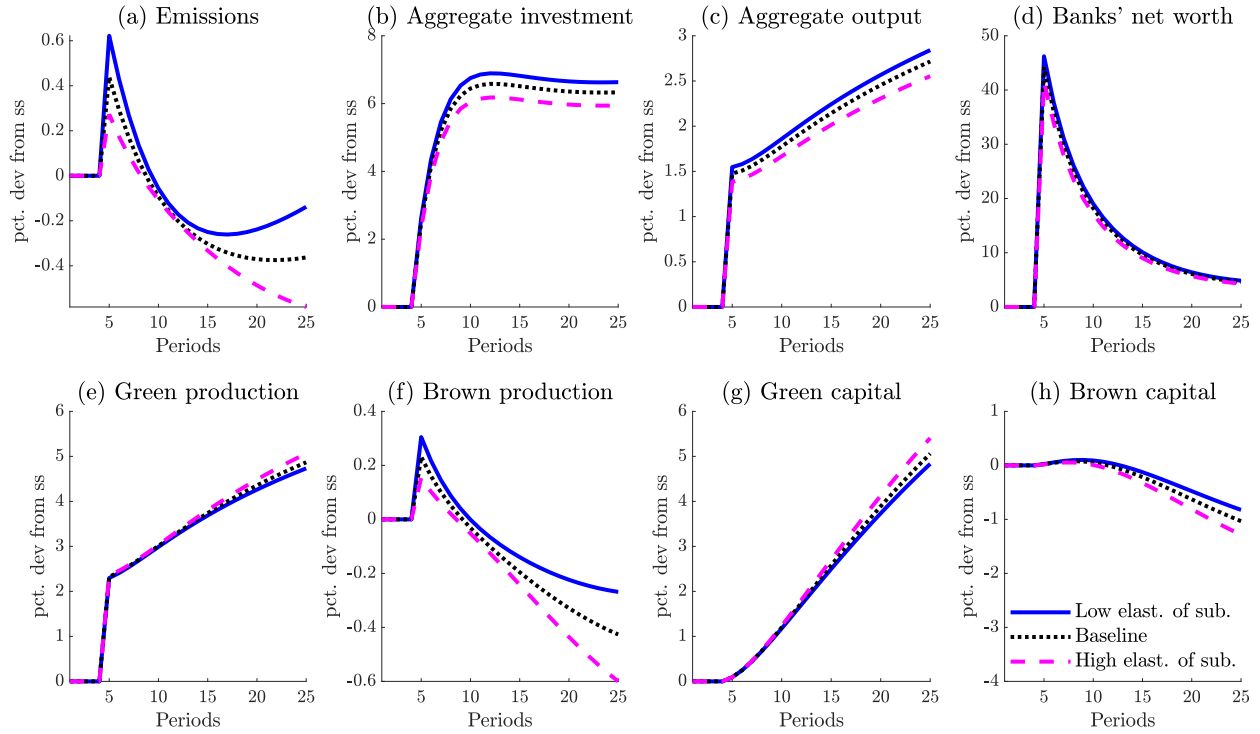 (a) Emissions
(b) Aggregate investment
(c) Aggregate output
(d) Banks' net worth
pct. dev from ss
0.6
0.4
0.2
0
-0.2
-0.4
5 10 15 20 25
Periods
pct. dev from ss
8
6
4
2
0
5 10 15 20 25
Periods
pct. dev from ss
3
2.5
2
1.5
1
0.5
0
5 10 15 20 25
Periods
pct. dev from ss
50
40
30
20
10
0
5 10 15 20 25
Periods
(e) Green production
(f) Brown production
(g) Green capital
(h) Brown capital
pct. dev from ss
6
5
4
3
2
1
0
5 10 15 20 25
Periods
pct. dev from ss
0.4
0.2
0
-0.2
-0.4
-0.6
5 10 15 20 25
Periods
pct. dev from ss
6
5
4
3
2
1
0
5 10 15 20 25
Periods
pct. dev from ss
1
0
-1
-2
-3
-4
5 10 15 20 25
Periods
Low elast. of sub.
Baseline
High elast. of sub.